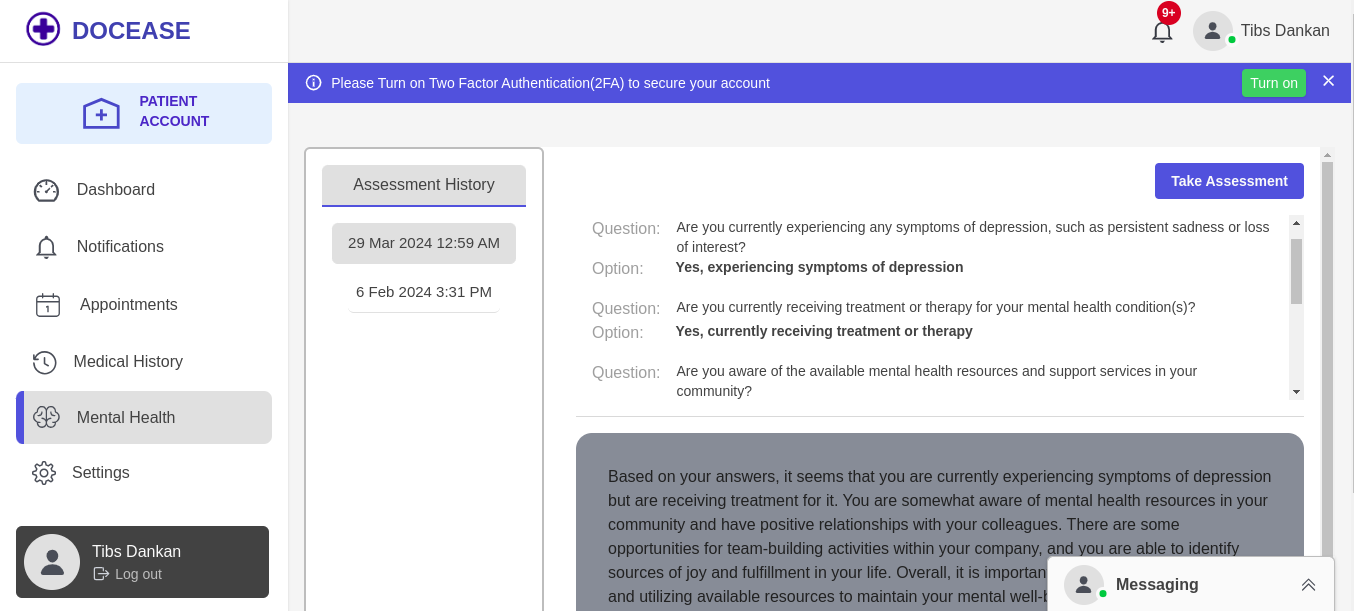 DOCEASE
9+
Tibs Dankan
Please Turn on Two Factor Authentication(2FA) to secure your account
Turn on
PATIENT
ACCOUNT
Dashboard
Notifications
1
Appointments
Medical History
Mental Health
Settings
Tibs Dankan
Log out
Assessment History
29 Mar 2024 12:59 AM
6 Feb 2024 3:31 PM
Take Assessment
Question: Are you currently experiencing any symptoms of depression, such as persistent sadness or loss
of interest?
Option: Yes, experiencing symptoms of depression
Question: Are you currently receiving treatment or therapy for your mental health condition(s)?
Option: Yes, currently receiving treatment or therapy
Question: Are you aware of the available mental health resources and support services in your
community?
Based on your answers, it seems that you are currently experiencing symptoms of depression
but are receiving treatment for it. You are somewhat aware of mental health resources in your
community and have positive relationships with your colleagues. There are some
opportunities for team-building activities within your company, and you are able to identify
sources of joy and fulfillment in your life. Overall, it is important
and utilizing available resources to maintain your mental well-b
Messaging